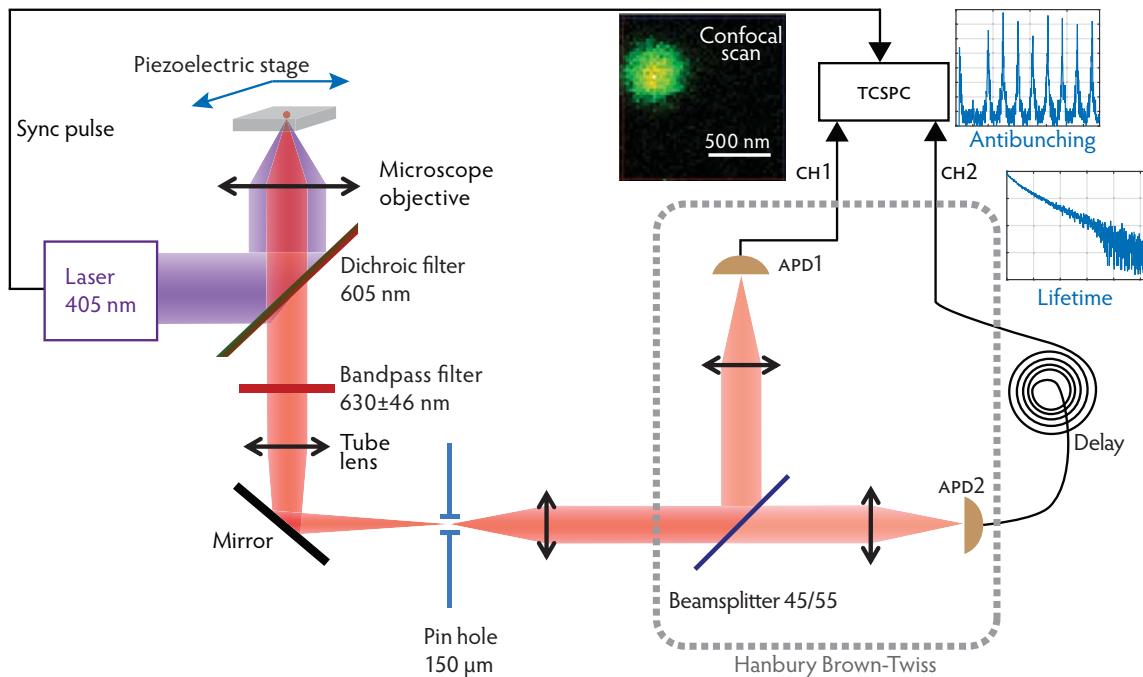 Piezoelectric stage
Sync pulse
Microscope
objective
Laser
405 nm
Dichroic filter
605 nm
Bandpass filter
630±46 nm
Tube
lens
Mirror
Pin hole
150 µm
Confocal
scan
500 nm
TCSPC
CH1
CH2
Antibunching
Lifetime
APD1
Delay
APD2
Beamsplitter 45/55
Hanbury Brown-Twiss